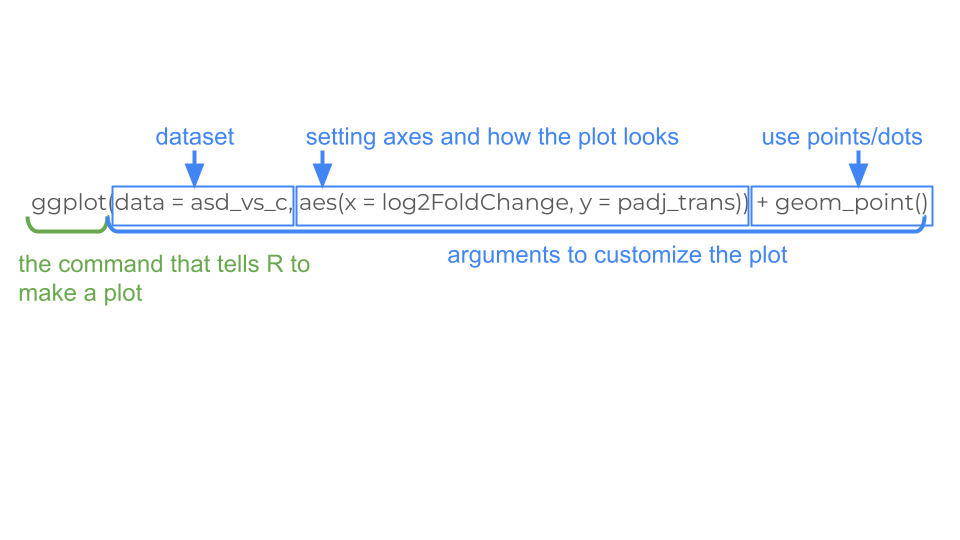 dataset
setting axes and how the plot looks
use points/dots
ggplot(data = asd_vs_c, aes(x = log2FoldChange, y = padj_trans)) + geom_point()
arguments to customize the plot
the command that tells R to
make a plot